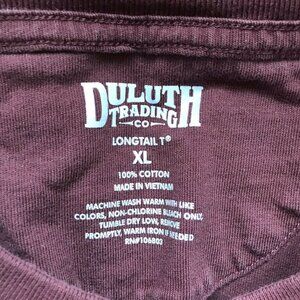 DULUTH
TRADING
CO
LONGTAIL T®
XL
100% COTTON
MADE IN VIETNAM
MACHINE WASH WARM WITH LIKE
COLORS, NON-CHLORINE BLEACH ONLY,
TUMBLE DRY LOW, REMOVE
PROMPTLY, WARM IRON IF NEEDED
RN#106803